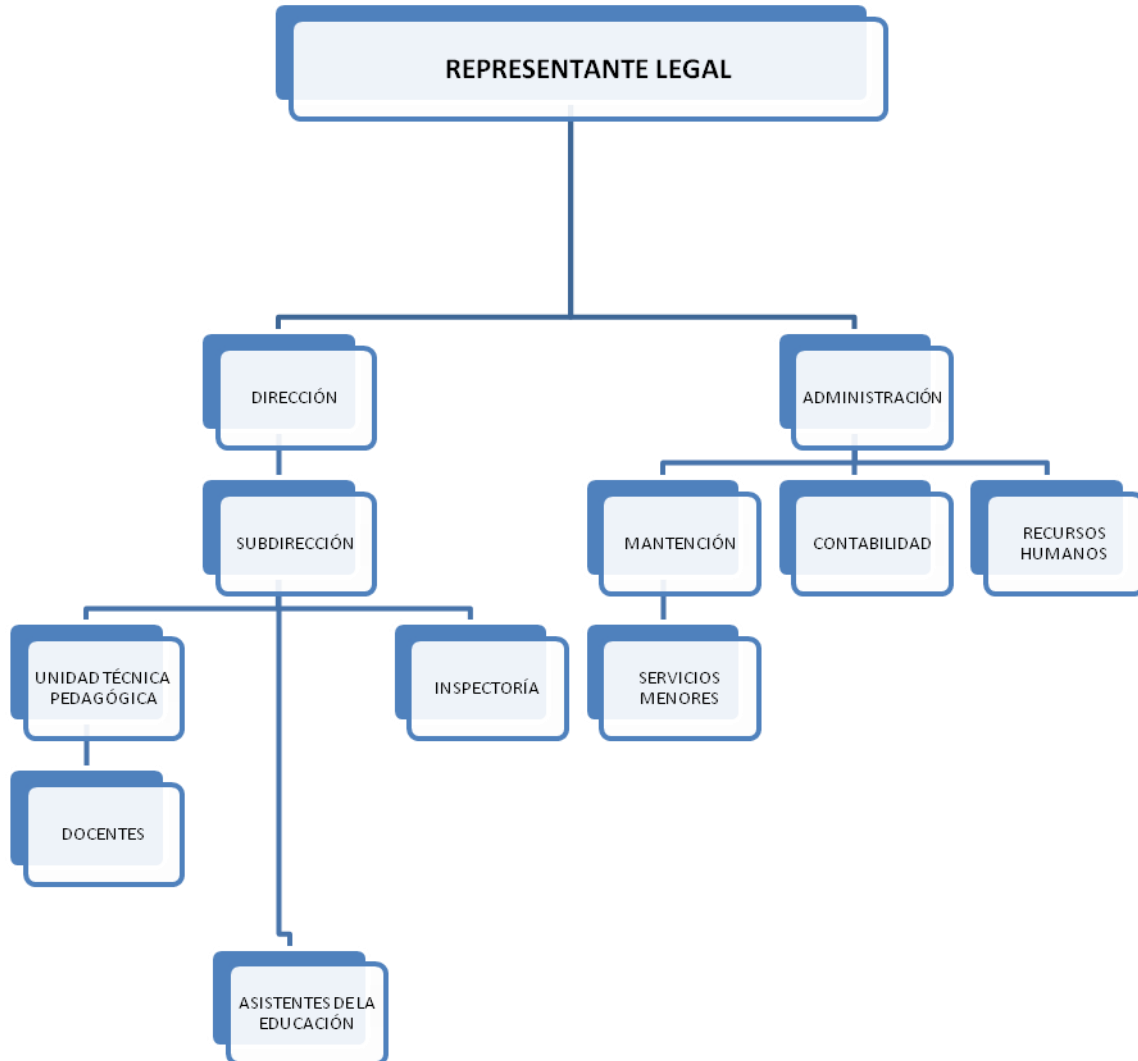 REPRESENTANTE LEGAL
DIRECCIÓN
ADMINISTRACIÓN
SUBDIRECCIÓN
MANTENCIÓN
CONTABILIDAD
RECURSOS
HUMANOS
UNIDAD TÉCNICA
PEDAGÓGICA
INSPECTORÍA
SERVICIOS
MENORES
DOCENTES
ASISTENTES DE LA
EDUCACIÓN